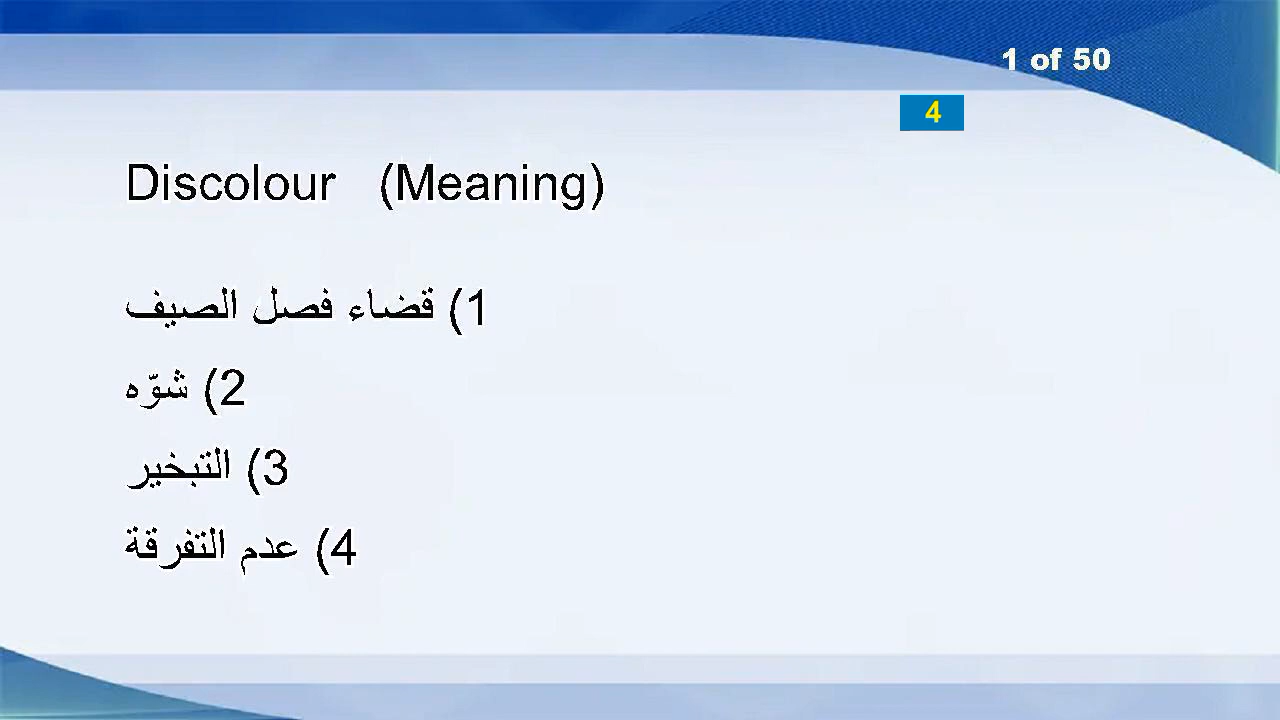 1 of 50
4
Discolour (Meaning)
1) قضاء فصل الصيف
2) شوّه
3) التبخير
4) عدم التفرقة